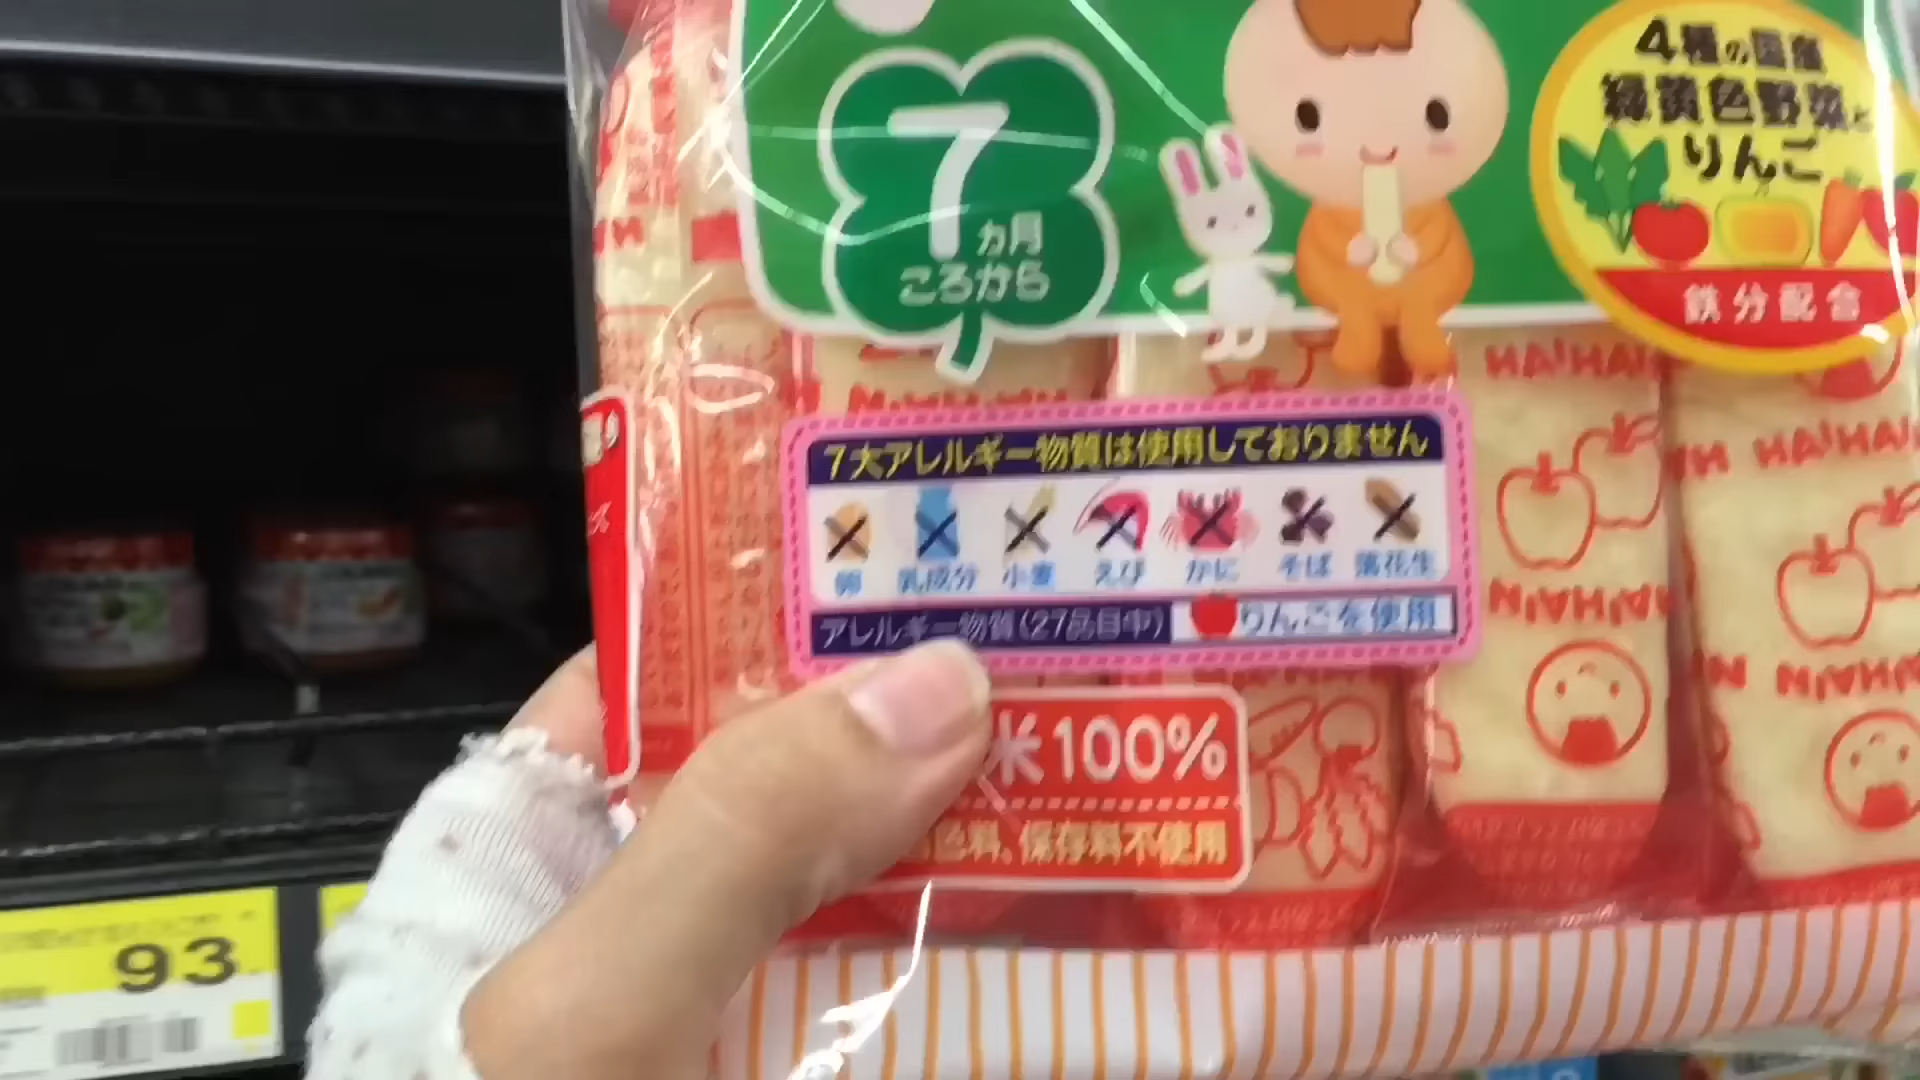 4種の国産
緑黄色野菜と
りんご
鉄分配合
7
ヵ月
ころから
HAIHAIN
7大アレルギー物質は使用しておりません
卵 乳成分 小麦 えび かに そば 落花生
アレルギー物質(27品目中) りんごを使用
米100%
色料、保存料不使用
93